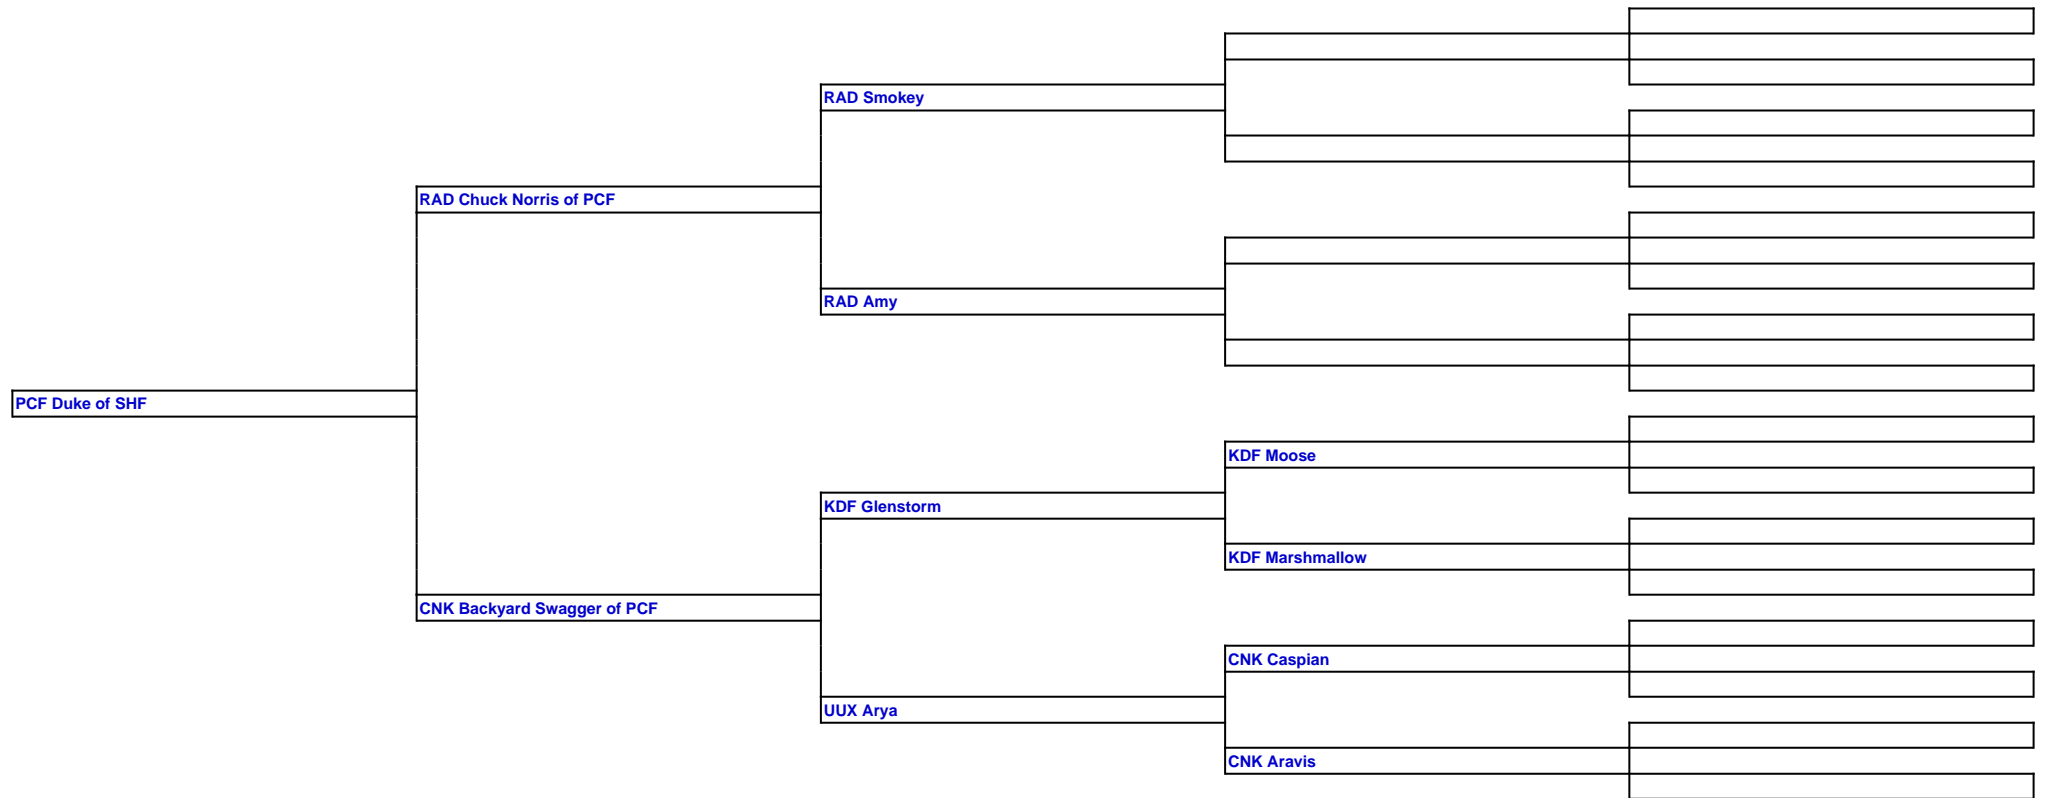 RAD Smokey
RAD Chuck Norris of PCF
RAD Amy
PCF Duke of SHF
KDF Moose
KDF Glenstorm
KDF Marshmallow
CNK Backyard Swagger of PCF
CNK Caspian
UUX Arya
CNK Aravis